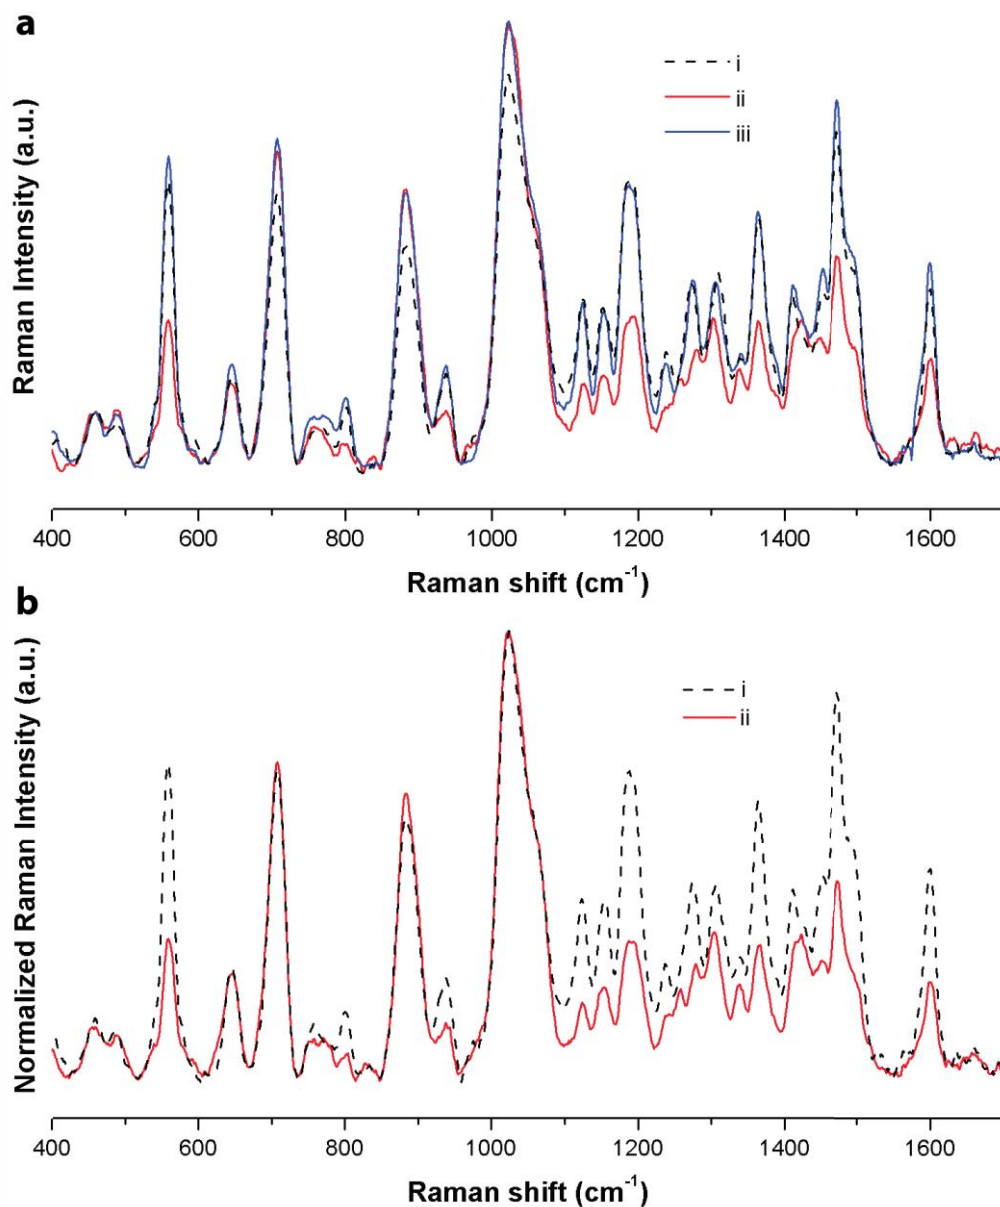 a
i
ii
iii
Raman Intensity (a.u.)
400 600 800 1000 1200 1400 1600
Raman shift (cm⁻¹)
b
i
ii
Normalized Raman Intensity (a.u.)
400 600 800 1000 1200 1400 1600
Raman shift (cm⁻¹)